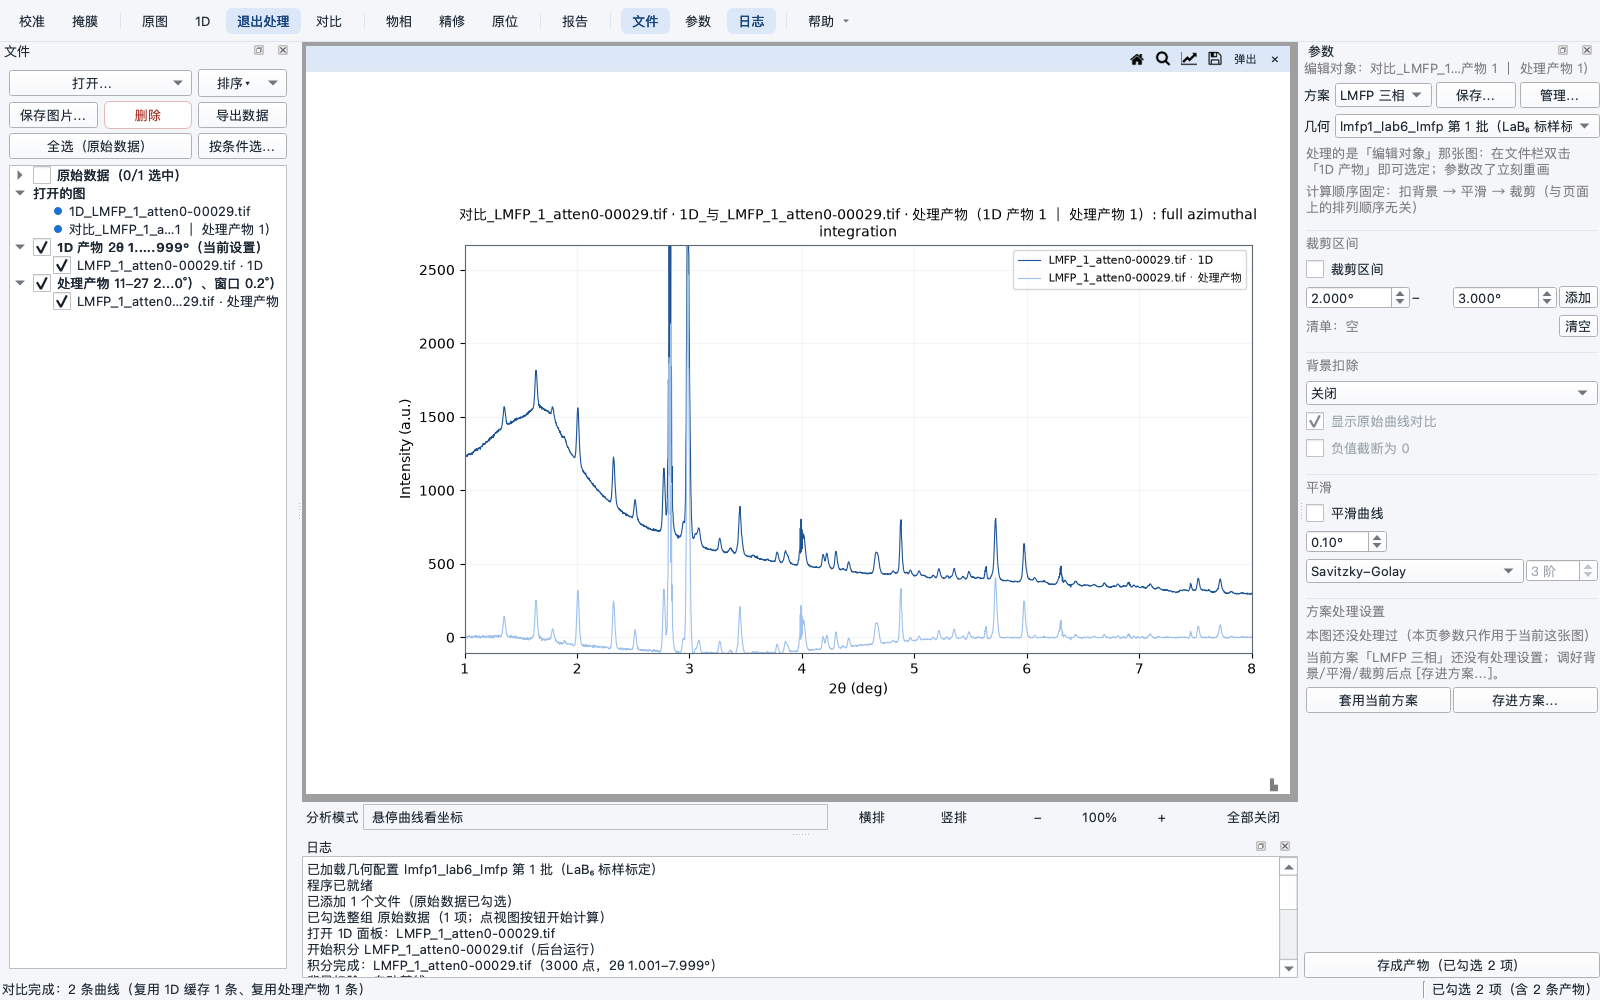 校准 掩膜 原图 1D 退出处理 对比 物相 精修 原位 报告 文件 参数 日志 帮助
文件
打开... 排序
保存图片... 删除 导出数据
全选（原始数据） 按条件选...
原始数据（0/1 选中）
打开的图
1D_LMFP_1_atten0-00029.tif
对比_LMFP_1_a...1 ｜ 处理产物 1)
1D 产物 2θ 1.....999°（当前设置）
LMFP_1_atten0-00029.tif · 1D
处理产物 11–27 2...0°）、窗口 0.2°）
LMFP_1_atten0...29.tif · 处理产物
弹出 ×
对比_LMFP_1_atten0-00029.tif · 1D_与_LMFP_1_atten0-00029.tif · 处理产物（1D 产物 1 ｜ 处理产物 1）: full azimuthal
integration
LMFP_1_atten0-00029.tif · 1D
LMFP_1_atten0-00029.tif · 处理产物
2500
2000
1500
1000
500
0
Intensity (a.u.)
1 2 3 4 5 6 7 8
2θ (deg)
分析模式 悬停曲线看坐标 横排 竖排 − 100% + 全部关闭
日志
已加载几何配置 lmfp1_lab6_lmfp 第 1 批（LaB₆ 标样标定）
程序已就绪
已添加 1 个文件（原始数据已勾选）
已勾选整组 原始数据（1 项；点视图按钮开始计算）
打开 1D 面板：LMFP_1_atten0-00029.tif
开始积分 LMFP_1_atten0-00029.tif（后台运行）
积分完成：LMFP_1_atten0-00029.tif（3000 点，2θ 1.001–7.999°）
参数
编辑对象：对比_LMFP_1...产物 1 ｜ 处理产物 1)
方案 LMFP 三相 保存... 管理...
几何 lmfp1_lab6_lmfp 第 1 批（LaB₆ 标样标
处理的是「编辑对象」那张图：在文件栏双击
「1D 产物」即可选定；参数改了立刻重画
计算顺序固定：扣背景 → 平滑 → 裁剪（与页面
上的排列顺序无关）
裁剪区间
裁剪区间
2.000° – 3.000° 添加
清单：空 清空
背景扣除
关闭
显示原始曲线对比
负值截断为 0
平滑
平滑曲线
0.10°
Savitzky–Golay 3 阶
方案处理设置
本图还没处理过（本页参数只作用于当前这张图）
当前方案「LMFP 三相」还没有处理设置；调好背
景/平滑/裁剪后点 [存进方案...]。
套用当前方案 存进方案...
存成产物（已勾选 2 项）
对比完成：2 条曲线（复用 1D 缓存 1 条、复用处理产物 1 条） 已勾选 2 项（含 2 条产物）